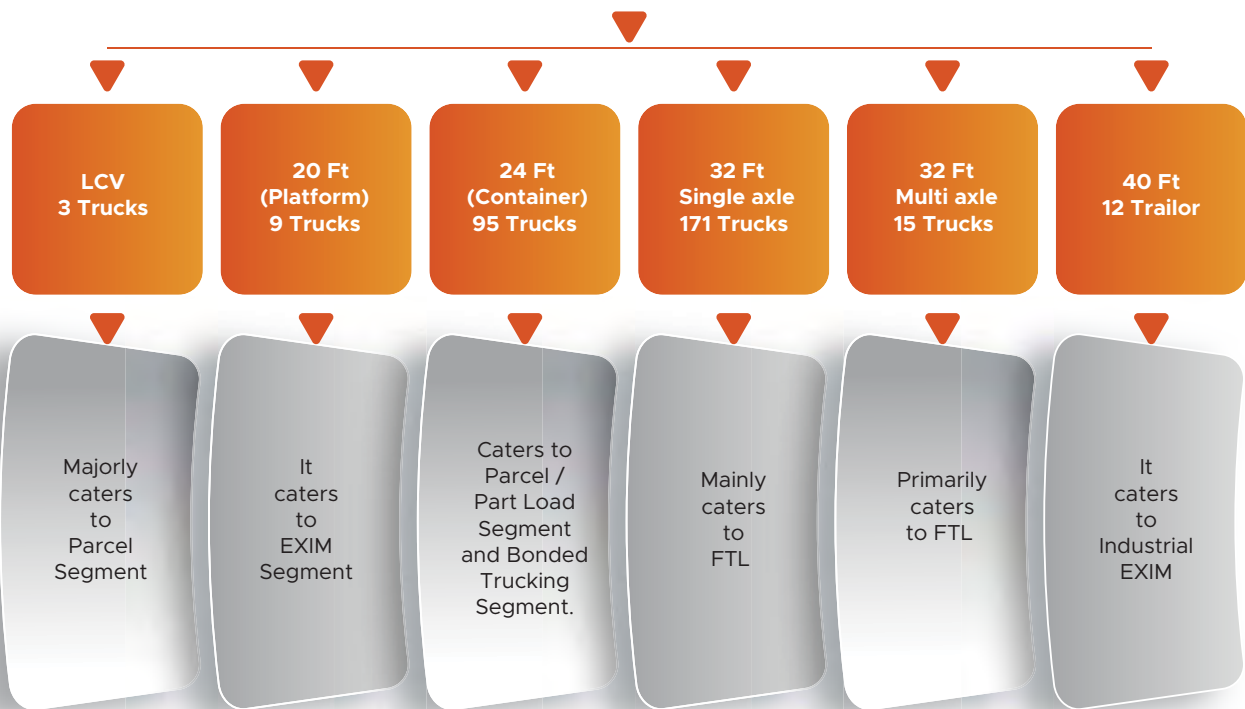 LCV
3 Trucks
20 Ft
(Platform)
9 Trucks
24 Ft
(Container)
95 Trucks
32 Ft
Single axle
171 Trucks
32 Ft
Multi axle
15 Trucks
40 Ft
12 Trailor
Majorly
caters
to
Parcel
Segment
It
caters
to
EXIM
Segment
Caters to
Parcel /
Part Load
Segment
and Bonded
Trucking
Segment.
Mainly
caters
to
FTL
Primarily
caters
to FTL
It
caters
to
Industrial
EXIM